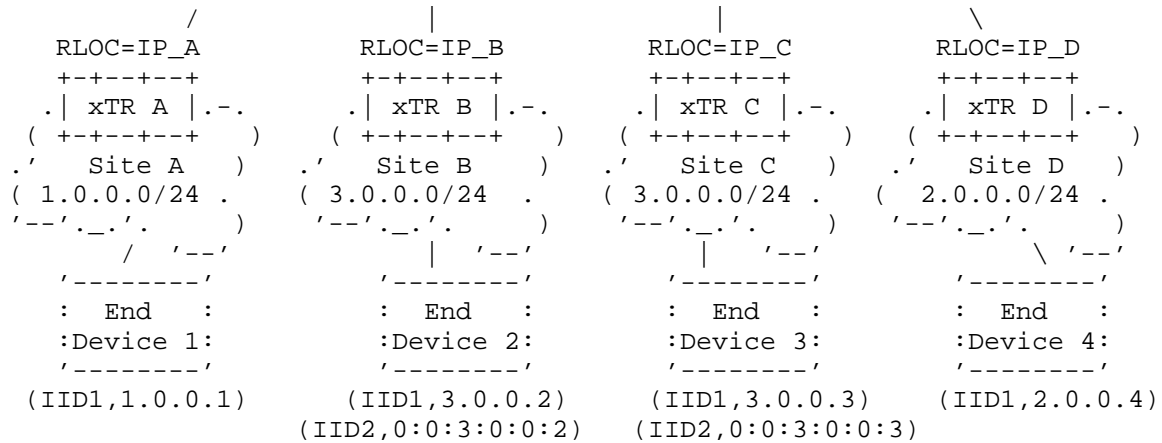 /                    |                       |                    \
    RLOC=IP_A             RLOC=IP_B               RLOC=IP_C               RLOC=IP_D
    +-+--+--+             +-+--+--+               +-+--+--+               +-+--+--+
  .| xTR A |.-.         .| xTR B |.-.           .| xTR C |.-.           .| xTR D |.-.
 ( +-+--+--+    )      ( +-+--+--+    )        ( +-+--+--+    )        ( +-+--+--+    )
.'   Site A   )       .'   Site B   )         .'   Site C   )         .'   Site D   )
( 1.0.0.0/24 .        ( 3.0.0.0/24   .        ( 3.0.0.0/24 .          (  2.0.0.0/24 .
'--'._.'.    )         '--'._.'.     )         '--'._.'.    )          '--'._.'.    )
       /  '--'                |  '--'                |   '--'                  \ '--'
   '--------'              '--------'              '--------'              '--------'
   :  End   :              :  End   :              :  End   :              :  End   :
   :Device 1:              :Device 2:              :Device 3:              :Device 4:
   '--------'              '--------'              '--------'              '--------'
 (IID1,1.0.0.1)       (IID1,3.0.0.2)       (IID1,3.0.0.3)       (IID1,2.0.0.4)
                    (IID2,0:0:3:0:0:2)   (IID2,0:0:3:0:0:3)